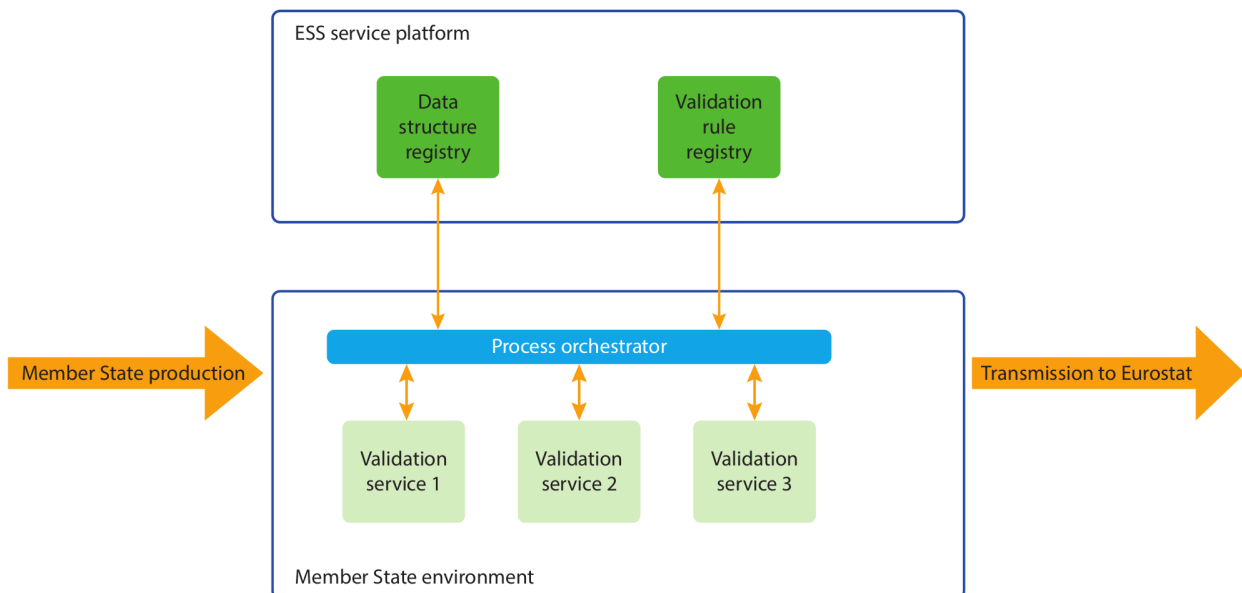 ESS service platform
Data
structure
registry
Validation
rule
registry
Process orchestrator
Member State production
Transmission to Eurostat
Validation
service 1
Validation
service 2
Validation
service 3
Member State environment